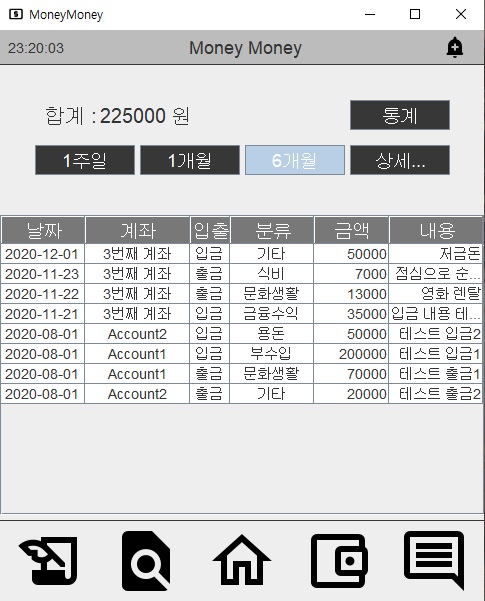 MoneyMoney
23:20:03 Money Money
합계 : 225000 원
통계
1주일 1개월 6개월 상세...
날짜 계좌 입출 분류 금액 내용
2020-12-01 3번째 계좌 입금 기타 50000 저금돈
2020-11-23 3번째 계좌 출금 식비 7000 점심으로 순...
2020-11-22 3번째 계좌 출금 문화생활 13000 영화 렌탈
2020-11-21 3번째 계좌 입금 금융수익 35000 입금 내용 테...
2020-08-01 Account2 입금 용돈 50000 테스트 입금2
2020-08-01 Account1 입금 부수입 200000 테스트 입금1
2020-08-01 Account1 출금 문화생활 70000 테스트 출금1
2020-08-01 Account2 출금 기타 20000 테스트 출금2